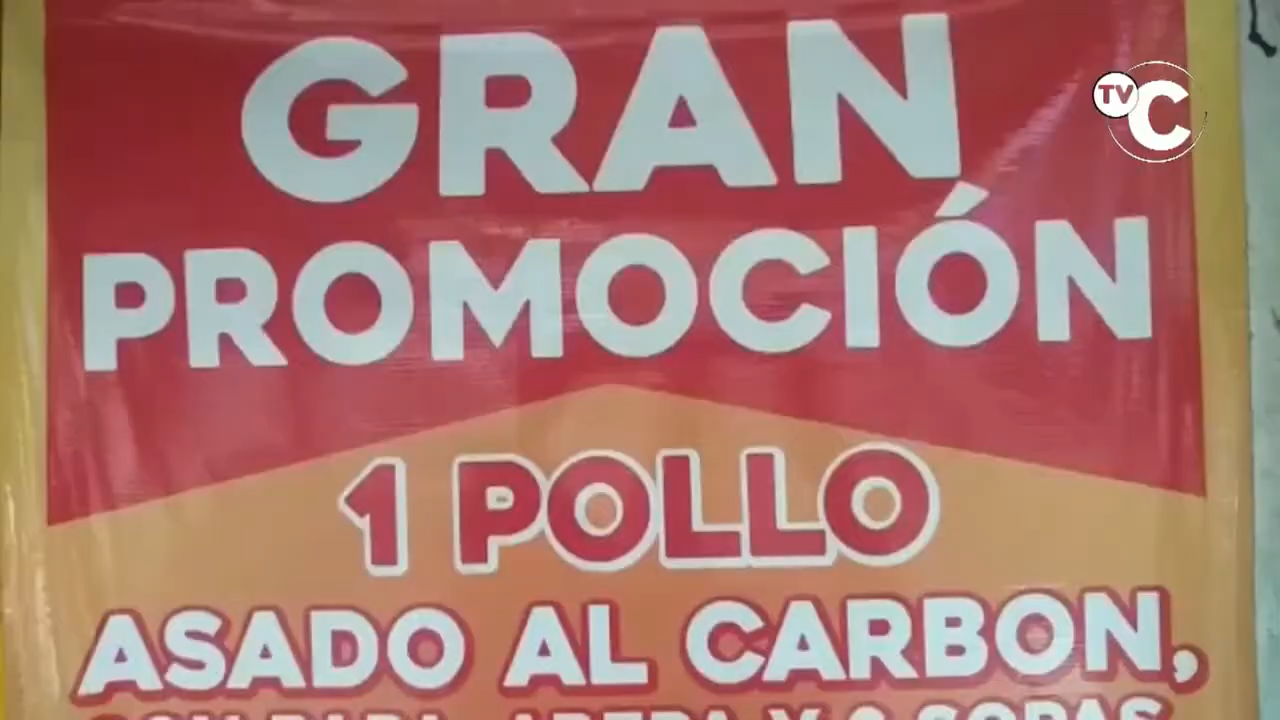 GRAN
TV C
PROMOCIÓN
1 POLLO
ASADO AL CARBON,